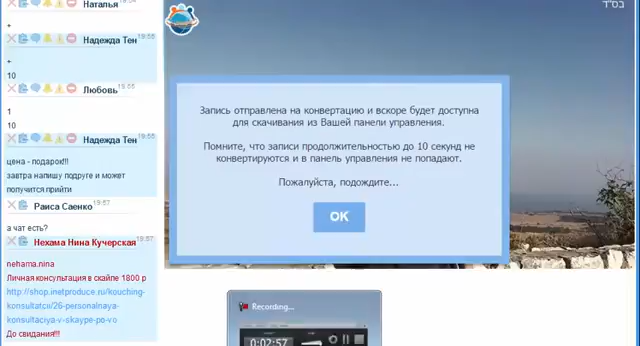 Наталья 19:54
+
Надежда Тен 19:55
+
10
Любовь 19:55
1
10
Надежда Тен 19:55
цена - подарок!!!
завтра напишу подруге и может
получится прийти
Раиса Саенко 19:57
а чат есть?
Нехама Нина Кучерская 19:57
nehama.nina
Личная консультация в скайпе 1800 р
http://shop.inetproduce.ru/kouching-
konsultatcii/26-personalnaya-
konsultaciya-v-skaype-po-vo
До свидания!!!
בס"ד
Запись отправлена на конвертацию и вскоре будет доступна
для скачивания из Вашей панели управления.
Помните, что записи продолжительностью до 10 секунд не
конвертируются и в панель управления не попадают.
Пожалуйста, подождите...
OK
Recording...
0:02:57